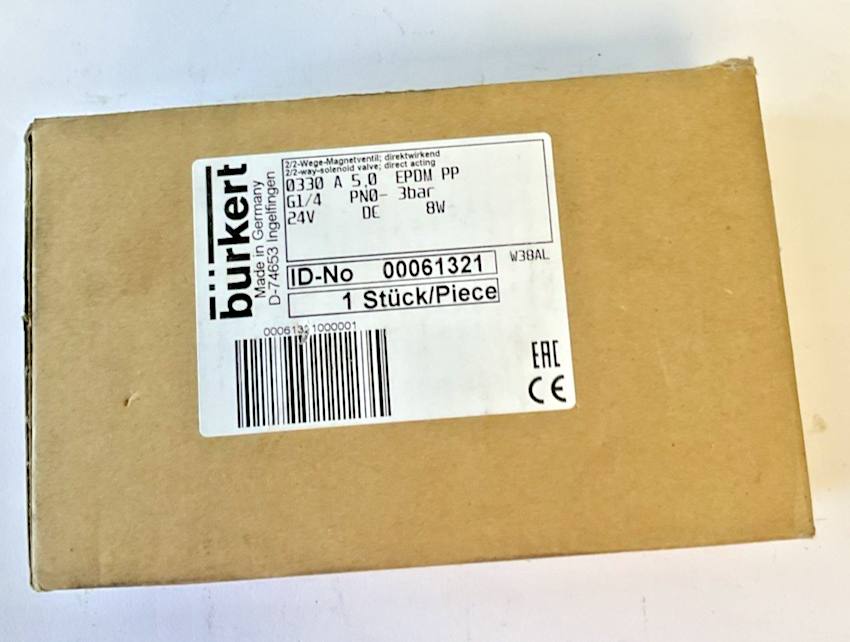 bürkert
Made in Germany
D-74653 Ingelfingen
2/2-Wege-Magnetventil; direktwirkend
2/2-way-solenoid valve; direct acting
0330 A 5.0 EPDM PP
G1/4 PN0- 3bar
24V DE 8W
ID-No 00061321
W38AL
1 Stück/Piece
00061321000001
EAC
CE